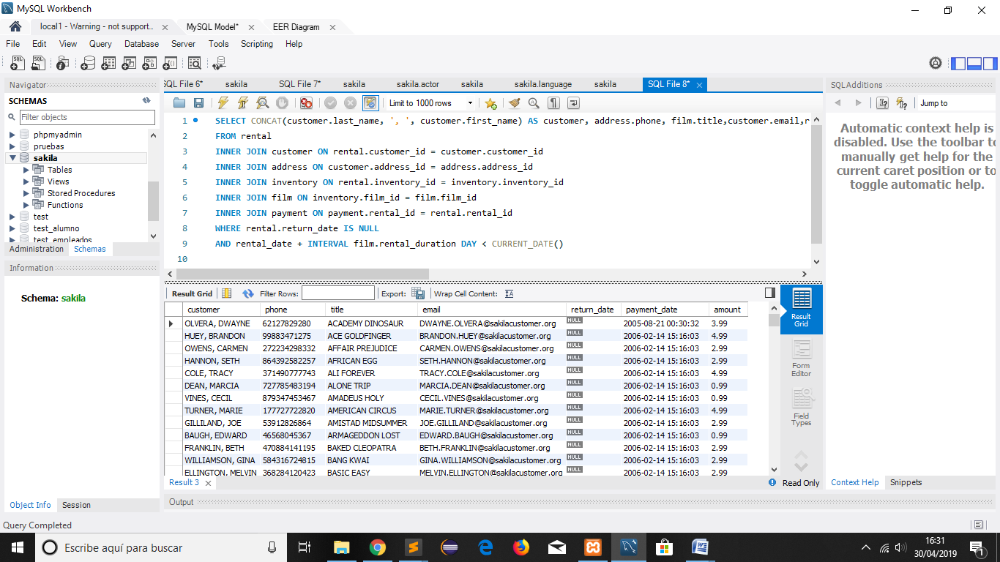 MySQL Workbench
local1 - Warning - not support... MySQL Model* EER Diagram
File Edit View Query Database Server Tools Scripting Help
Navigator
SCHEMAS
Filter objects
phpmyadmin
pruebas
sakila
Tables
Views
Stored Procedures
Functions
test
test_alumno
test_empleados
Administration Schemas
Information
Schema: sakila
Object Info Session
SQL File 6* sakila SQL File 7* sakila sakila.actor sakila sakila.language sakila SQL File 8*
Limit to 1000 rows
1 SELECT CONCAT(customer.last_name, ', ', customer.first_name) AS customer, address.phone, film.title,customer.email,r
2 FROM rental
3 INNER JOIN customer ON rental.customer_id = customer.customer_id
4 INNER JOIN address ON customer.address_id = address.address_id
5 INNER JOIN inventory ON rental.inventory_id = inventory.inventory_id
6 INNER JOIN film ON inventory.film_id = film.film_id
7 INNER JOIN payment ON payment.rental_id = rental.rental_id
8 WHERE rental.return_date IS NULL
9 AND rental_date + INTERVAL film.rental_duration DAY < CURRENT_DATE()
10
Result Grid Filter Rows: Export: Wrap Cell Content:
customer phone title email return_date payment_date amount
OLVERA, DWAYNE 62127829280 ACADEMY DINOSAUR DWAYNE.OLVERA@sakilacustomer.org NULL 2005-08-21 00:30:32 3.99
HUEY, BRANDON 99883471275 ACE GOLDFINGER BRANDON.HUEY@sakilacustomer.org NULL 2006-02-14 15:16:03 4.99
OWENS, CARMEN 272234298332 AFFAIR PREJUDICE CARMEN.OWENS@sakilacustomer.org NULL 2006-02-14 15:16:03 2.99
HANNON, SETH 864392582257 AFRICAN EGG SETH.HANNON@sakilacustomer.org NULL 2006-02-14 15:16:03 2.99
COLE, TRACY 371490777743 ALI FOREVER TRACY.COLE@sakilacustomer.org NULL 2006-02-14 15:16:03 4.99
DEAN, MARCIA 727785483194 ALONE TRIP MARCIA.DEAN@sakilacustomer.org NULL 2006-02-14 15:16:03 0.99
VINES, CECIL 879347453467 AMADEUS HOLY CECIL.VINES@sakilacustomer.org NULL 2006-02-14 15:16:03 0.99
TURNER, MARIE 177727722820 AMERICAN CIRCUS MARIE.TURNER@sakilacustomer.org NULL 2006-02-14 15:16:03 4.99
GILLILAND, JOE 53912826864 AMISTAD MIDSUMMER JOE.GILLILAND@sakilacustomer.org NULL 2006-02-14 15:16:03 2.99
BAUGH, EDWARD 46568045367 ARMAGEDDON LOST EDWARD.BAUGH@sakilacustomer.org NULL 2006-02-14 15:16:03 0.99
FRANKLIN, BETH 470884141195 BAKED CLEOPATRA BETH.FRANKLIN@sakilacustomer.org NULL 2006-02-14 15:16:03 2.99
WILLIAMSON, GINA 584316724815 BANG KWAI GINA.WILLIAMSON@sakilacustomer.org NULL 2006-02-14 15:16:03 2.99
ELLINGTON, MELVIN 368284120423 BASIC EASY MELVIN.ELLINGTON@sakilacustomer.org NULL 2006-02-14 15:16:03 2.99
Result Grid
Form Editor
Field Types
Result 3 Read Only
Output
SQLAdditions
Jump to
Automatic context help is
disabled. Use the toolbar to
manually get help for the
current caret position or to
toggle automatic help.
Context Help Snippets
Query Completed
Escribe aquí para buscar
16:31
30/04/2019
1